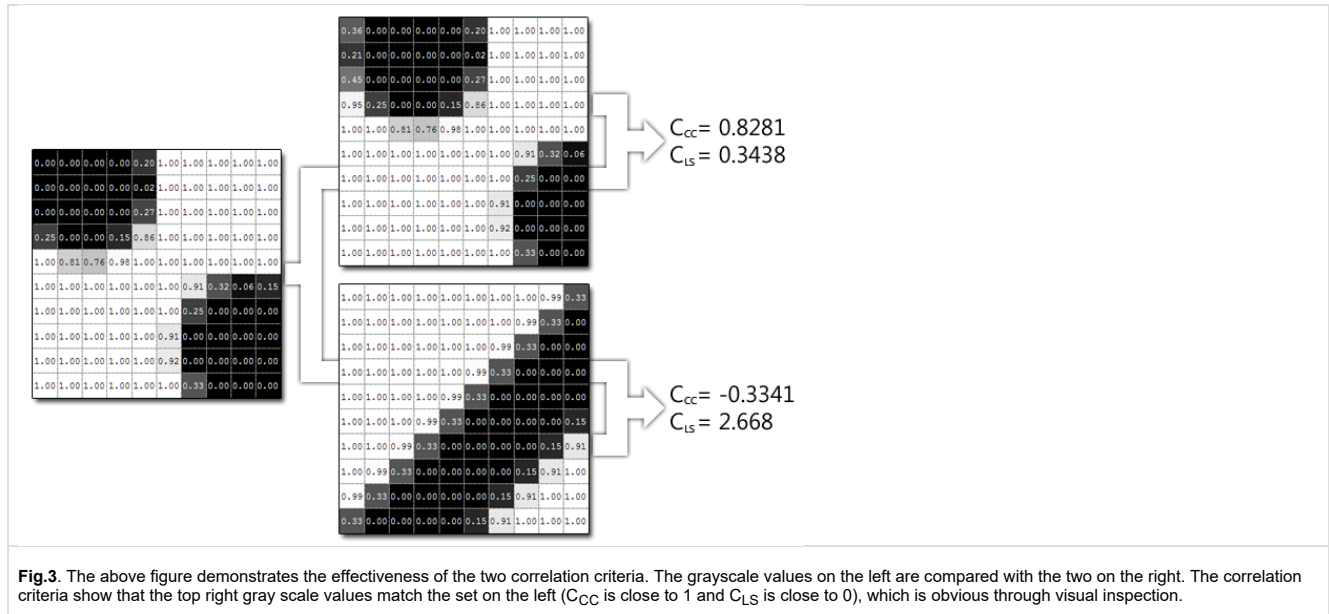 0.00 0.00 0.00 0.00 0.20 1.00 1.00 1.00 1.00 1.00
0.00 0.00 0.00 0.00 0.02 1.00 1.00 1.00 1.00 1.00
0.00 0.00 0.00 0.00 0.27 1.00 1.00 1.00 1.00 1.00
0.25 0.00 0.00 0.15 0.86 1.00 1.00 1.00 1.00 1.00
1.00 0.81 0.76 0.98 1.00 1.00 1.00 1.00 1.00 1.00
1.00 1.00 1.00 1.00 1.00 1.00 0.91 0.32 0.06 0.15
1.00 1.00 1.00 1.00 1.00 1.00 0.25 0.00 0.00 0.00
1.00 1.00 1.00 1.00 1.00 0.91 0.00 0.00 0.00 0.00
1.00 1.00 1.00 1.00 1.00 0.92 0.00 0.00 0.00 0.00
1.00 1.00 1.00 1.00 1.00 1.00 0.33 0.00 0.00 0.00
0.36 0.00 0.00 0.00 0.00 0.20 1.00 1.00 1.00 1.00
0.21 0.00 0.00 0.00 0.00 0.02 1.00 1.00 1.00 1.00
0.45 0.00 0.00 0.00 0.00 0.27 1.00 1.00 1.00 1.00
0.95 0.25 0.00 0.00 0.15 0.86 1.00 1.00 1.00 1.00
1.00 1.00 0.81 0.76 0.98 1.00 1.00 1.00 1.00 1.00
1.00 1.00 1.00 1.00 1.00 1.00 1.00 0.91 0.32 0.06
1.00 1.00 1.00 1.00 1.00 1.00 1.00 0.25 0.00 0.00
1.00 1.00 1.00 1.00 1.00 1.00 0.91 0.00 0.00 0.00
1.00 1.00 1.00 1.00 1.00 1.00 0.92 0.00 0.00 0.00
1.00 1.00 1.00 1.00 1.00 1.00 1.00 0.33 0.00 0.00
Ccc= 0.8281
CLS = 0.3438
1.00 1.00 1.00 1.00 1.00 1.00 1.00 1.00 0.99 0.33
1.00 1.00 1.00 1.00 1.00 1.00 1.00 0.99 0.33 0.00
1.00 1.00 1.00 1.00 1.00 1.00 0.99 0.33 0.00 0.00
1.00 1.00 1.00 1.00 1.00 0.99 0.33 0.00 0.00 0.00
1.00 1.00 1.00 1.00 0.99 0.33 0.00 0.00 0.00 0.00
1.00 1.00 1.00 0.99 0.33 0.00 0.00 0.00 0.00 0.15
1.00 1.00 0.99 0.33 0.00 0.00 0.00 0.00 0.15 0.91
1.00 0.99 0.33 0.00 0.00 0.00 0.00 0.15 0.91 1.00
0.99 0.33 0.00 0.00 0.00 0.00 0.15 0.91 1.00 1.00
0.33 0.00 0.00 0.00 0.00 0.15 0.91 1.00 1.00 1.00
Ccc= -0.3341
CLS = 2.668
Fig.3. The above figure demonstrates the effectiveness of the two correlation criteria. The grayscale values on the left are compared with the two on the right. The correlation
criteria show that the top right gray scale values match the set on the left (CCC is close to 1 and CLS is close to 0), which is obvious through visual inspection.